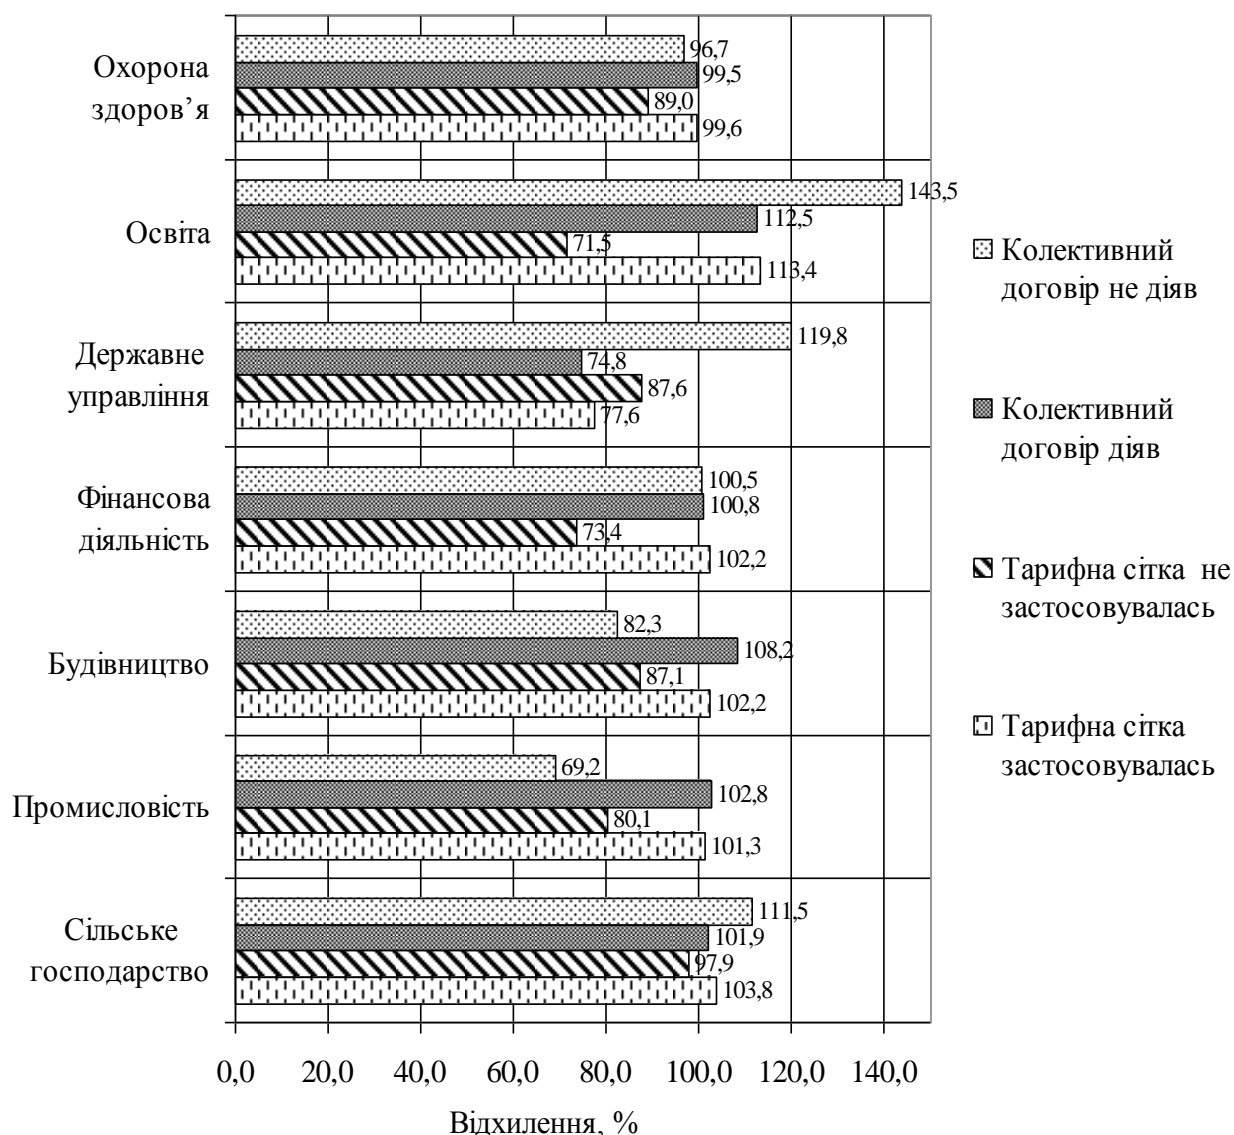 Охорона
здоров’я
96,7
99,5
89,0
99,6
Освіта
143,5
112,5
71,5
113,4
Державне
управління
119,8
74,8
87,6
77,6
Фінансова
діяльність
100,5
100,8
73,4
102,2
Будівництво
82,3
108,2
87,1
102,2
Промисловість
69,2
102,8
80,1
101,3
Сільське
господарство
111,5
101,9
97,9
103,8
0,0 20,0 40,0 60,0 80,0 100,0 120,0 140,0
Відхилення, %
Колективний
договір не діяв
Колективний
договір діяв
Тарифна сітка не
застосовувалась
Тарифна сітка
застосовувалась